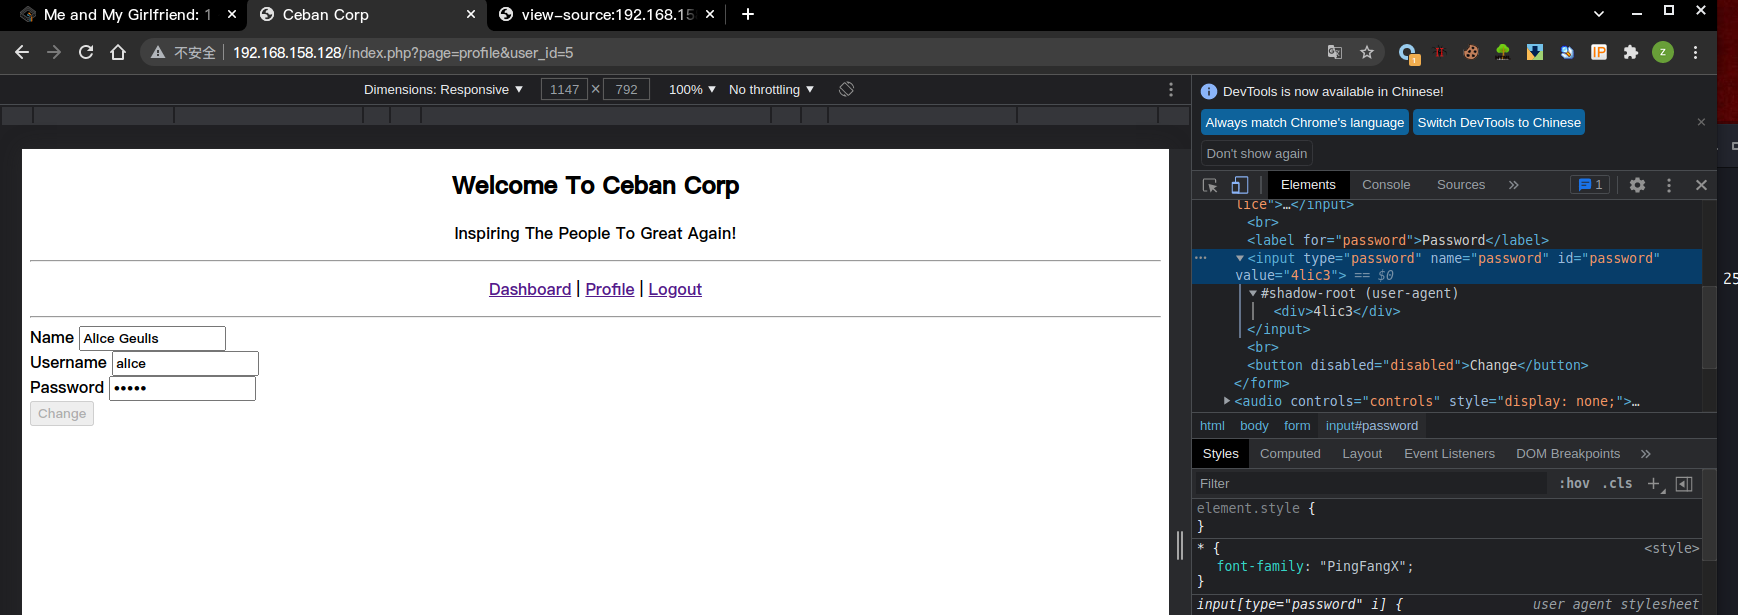 Me and My Girlfriend: 1
Ceban Corp
view-source:192.168.15
不安全
192.168.158.128/index.php?page=profile&user_id=5
1
IP
z
Dimensions: Responsive
1147 × 792
100%
No throttling
DevTools is now available in Chinese!
Always match Chrome's language
Switch DevTools to Chinese
Don't show again
Elements
Console
Sources
1
Welcome To Ceban Corp
Inspiring The People To Great Again!
Dashboard | Profile | Logout
Name Alice Geulis
Username alice
Password •••••
Change
lice">…</input>
<br>
<label for="password">Password</label>
<input type="password" name="password" id="password"
value="4lic3"> == $0
#shadow-root (user-agent)
<div>4lic3</div>
</input>
<br>
<button disabled="disabled">Change</button>
</form>
<audio controls="controls" style="display: none;">…
html body form input#password
Styles Computed Layout Event Listeners DOM Breakpoints
Filter
:hov .cls
element.style {
}
* {
<style>
font-family: "PingFangX";
}
input[type="password" i] {
user agent stylesheet
25